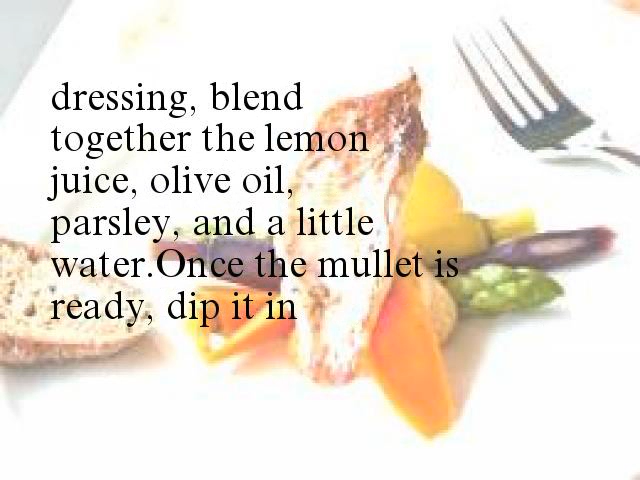 dressing, blend
together the lemon
juice, olive oil,
parsley, and a little
water.Once the mullet is
ready, dip it in